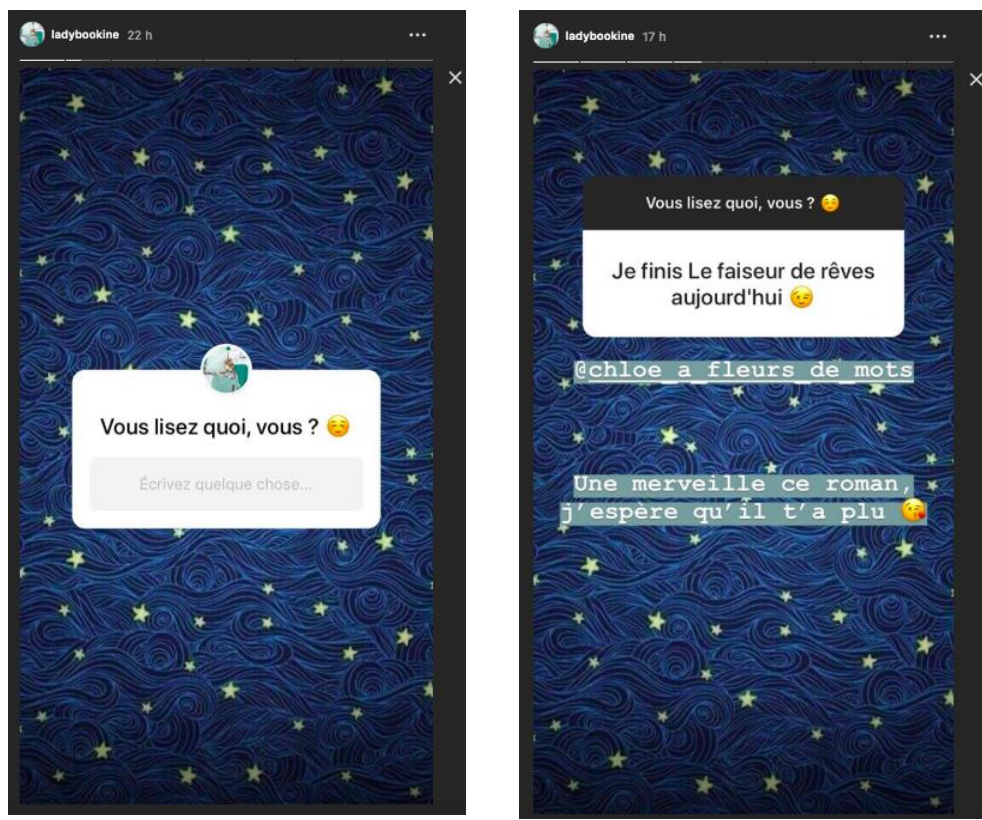 ladybookine 22 h
Vous lisez quoi, vous ? ☺️
Écrivez quelque chose...
ladybookine 17 h
Vous lisez quoi, vous ? ☺️
Je finis Le faiseur de rêves
aujourd'hui 😉
@chloe_a_fleurs_de_mots
Une merveille ce roman,
j’espère qu’il t’a plu 😘